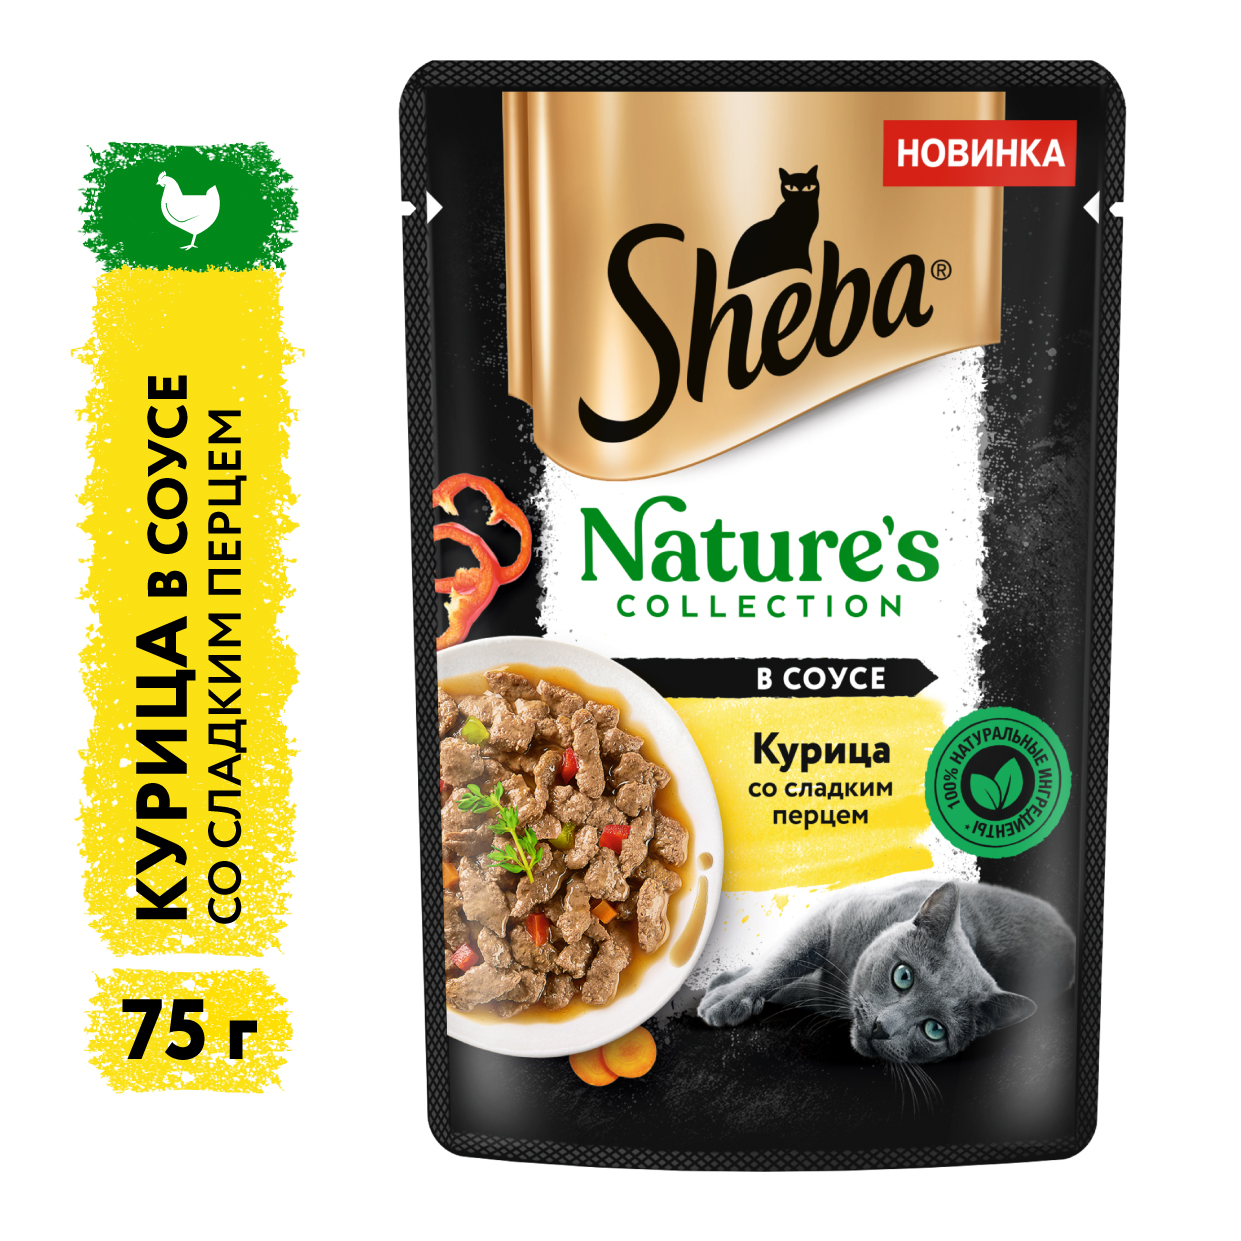 КУРИЦА В СОУСЕ
СО СЛАДКИМ ПЕРЦЕМ
75 г
НОВИНКА
Sheba®
Nature's
COLLECTION
В СОУСЕ
Курица
со сладким
перцем
100% НАТУРАЛЬНЫЕ ИНГРЕДИЕНТЫ*